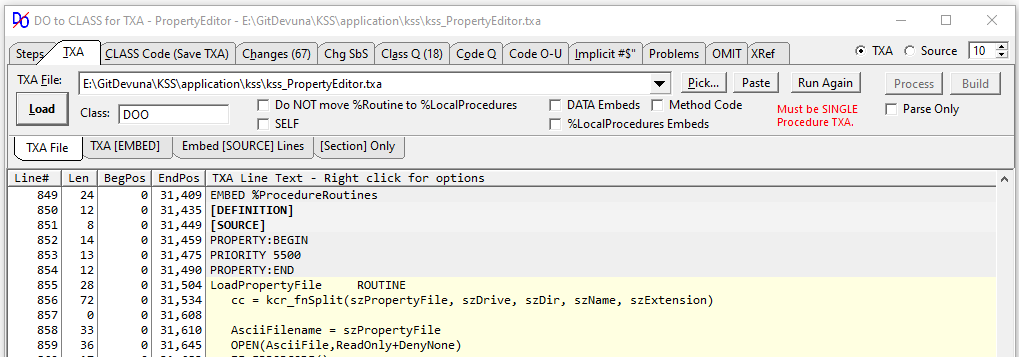 DO to CLASS for TXA - PropertyEditor - E:\GitDevuna\KSS\application\kss\kss_PropertyEditor.txa
Steps TXA CLASS Code (Save TXA) Changes (67) Chg SbS Class Q (18) Code Q Code O-U Implicit #$" Problems OMIT XRef TXA Source 10
TXA File: E:\GitDevuna\KSS\application\kss\kss_PropertyEditor.txa Pick... Paste Run Again Process Build
Load Class: DOO Do NOT move %Routine to %LocalProcedures DATA Embeds Method Code Must be SINGLE Parse Only
SELF %LocalProcedures Embeds Procedure TXA.
TXA File TXA [EMBED] Embed [SOURCE] Lines [Section] Only
Line# Len BegPos EndPos TXA Line Text - Right click for options
849 24 0 31,409 EMBED %ProcedureRoutines
850 12 0 31,435 [DEFINITION]
851 8 0 31,449 [SOURCE]
852 14 0 31,459 PROPERTY:BEGIN
853 13 0 31,475 PRIORITY 5500
854 12 0 31,490 PROPERTY:END
855 28 0 31,504 LoadPropertyFile ROUTINE
856 72 0 31,534 cc = kcr_fnSplit(szPropertyFile, szDrive, szDir, szName, szExtension)
857 0 0 31,608
858 33 0 31,610 AsciiFilename = szPropertyFile
859 36 0 31,645 OPEN(AsciiFile,ReadOnly+DenyNone)